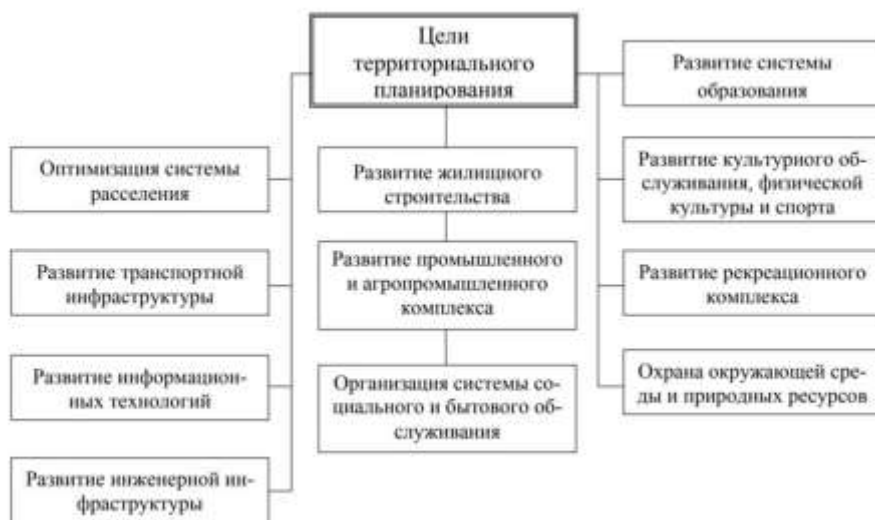 Цели
территориального
планирования
Оптимизация системы
расселения
Развитие транспортной
инфраструктуры
Развитие информацион-
ных технологий
Развитие инженерной ин-
фраструктуры
Развитие жилищного
строительства
Развитие промышленного
и агропромышленного
комплекса
Организация системы со-
циального и бытового об-
служивания
Развитие системы
образования
Развитие культурного об-
служивания, физической
культуры и спорта
Развитие рекреационного
комплекса
Охрана окружающей сре-
ды и природных ресурсов